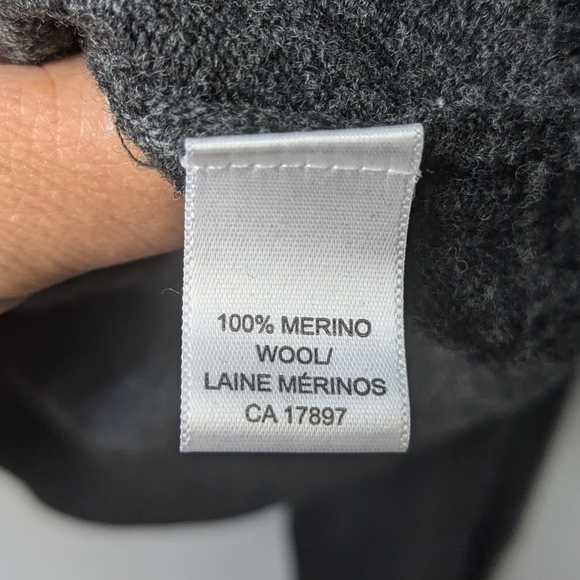 100% MERINO
WOOL/
LAINE MÉRINOS
CA 17897